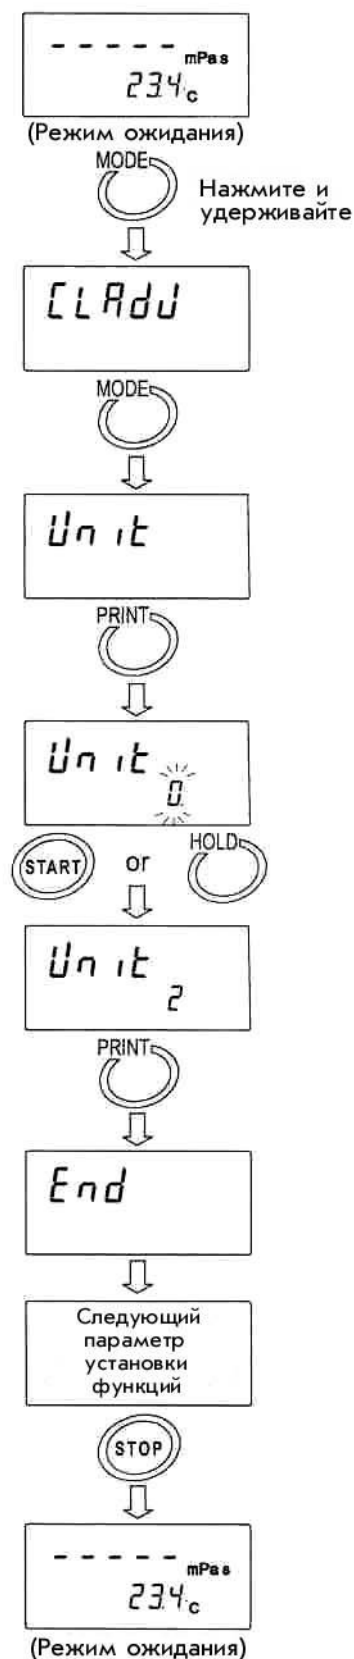 ----- mPas
23.4 c
(Режим ожидания)
MODE
Нажмите и
удерживайте
CLAdJ
MODE
Unit
PRINT
Unit
0.
START or HOLD
Unit
2
PRINT
End
Следующий
параметр
установки
функций
STOP
----- mPas
23.4 c
(Режим ожидания)